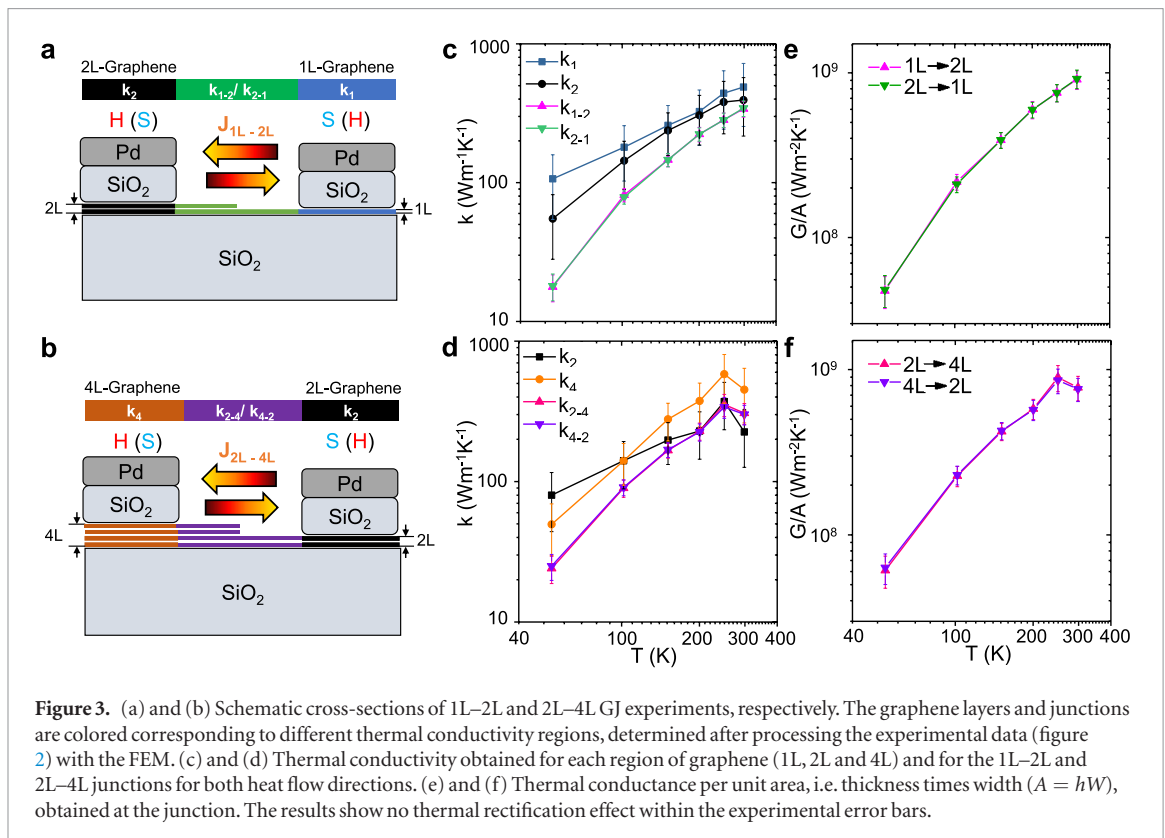 a
2L-Graphene 1L-Graphene
k2 k1-2/ k2-1 k1
H (S) S (H)
J1L - 2L
Pd Pd
SiO2 SiO2
2L 1L
SiO2
b
4L-Graphene 2L-Graphene
k4 k2-4/ k4-2 k2
H (S) S (H)
J2L - 4L
Pd Pd
SiO2 SiO2
4L 2L
SiO2
c
k1
k2
k1-2
k2-1
1000
100
10
k (Wm-1K-1)
d
k2
k4
k2-4
k4-2
1000
100
10
k (Wm-1K-1)
40 100 200 300 400
T (K)
e
1L→2L
2L→1L
10^9
10^8
G/A (Wm-2K-1)
f
2L→4L
4L→2L
10^9
10^8
G/A (Wm-2K-1)
40 100 200 300 400
T (K)
Figure 3. (a) and (b) Schematic cross-sections of 1L–2L and 2L–4L GJ experiments, respectively. The graphene layers and junctions
are colored corresponding to different thermal conductivity regions, determined after processing the experimental data (figure
2) with the FEM. (c) and (d) Thermal conductivity obtained for each region of graphene (1L, 2L and 4L) and for the 1L–2L and
2L–4L junctions for both heat flow directions. (e) and (f) Thermal conductance per unit area, i.e. thickness times width (A = hW),
obtained at the junction. The results show no thermal rectification effect within the experimental error bars.